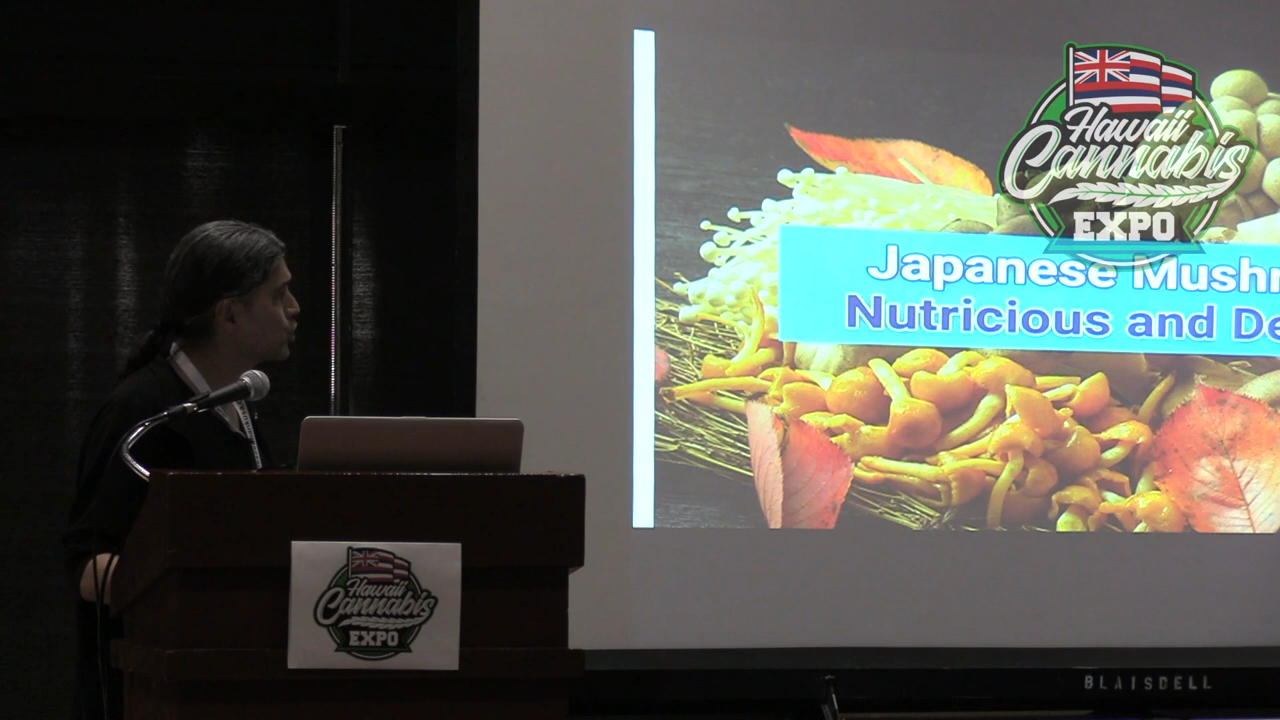 Hawaii
Cannabis
EXPO
Japanese Mushr
Nutricious and De
Hawaii
Cannabis
EXPO
BLAISDELL